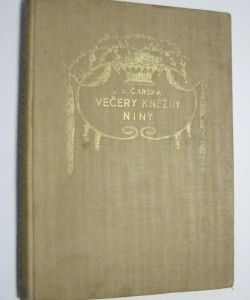 L. A. ČARSKÁ
VEČERY KNĚŽNY
NINY